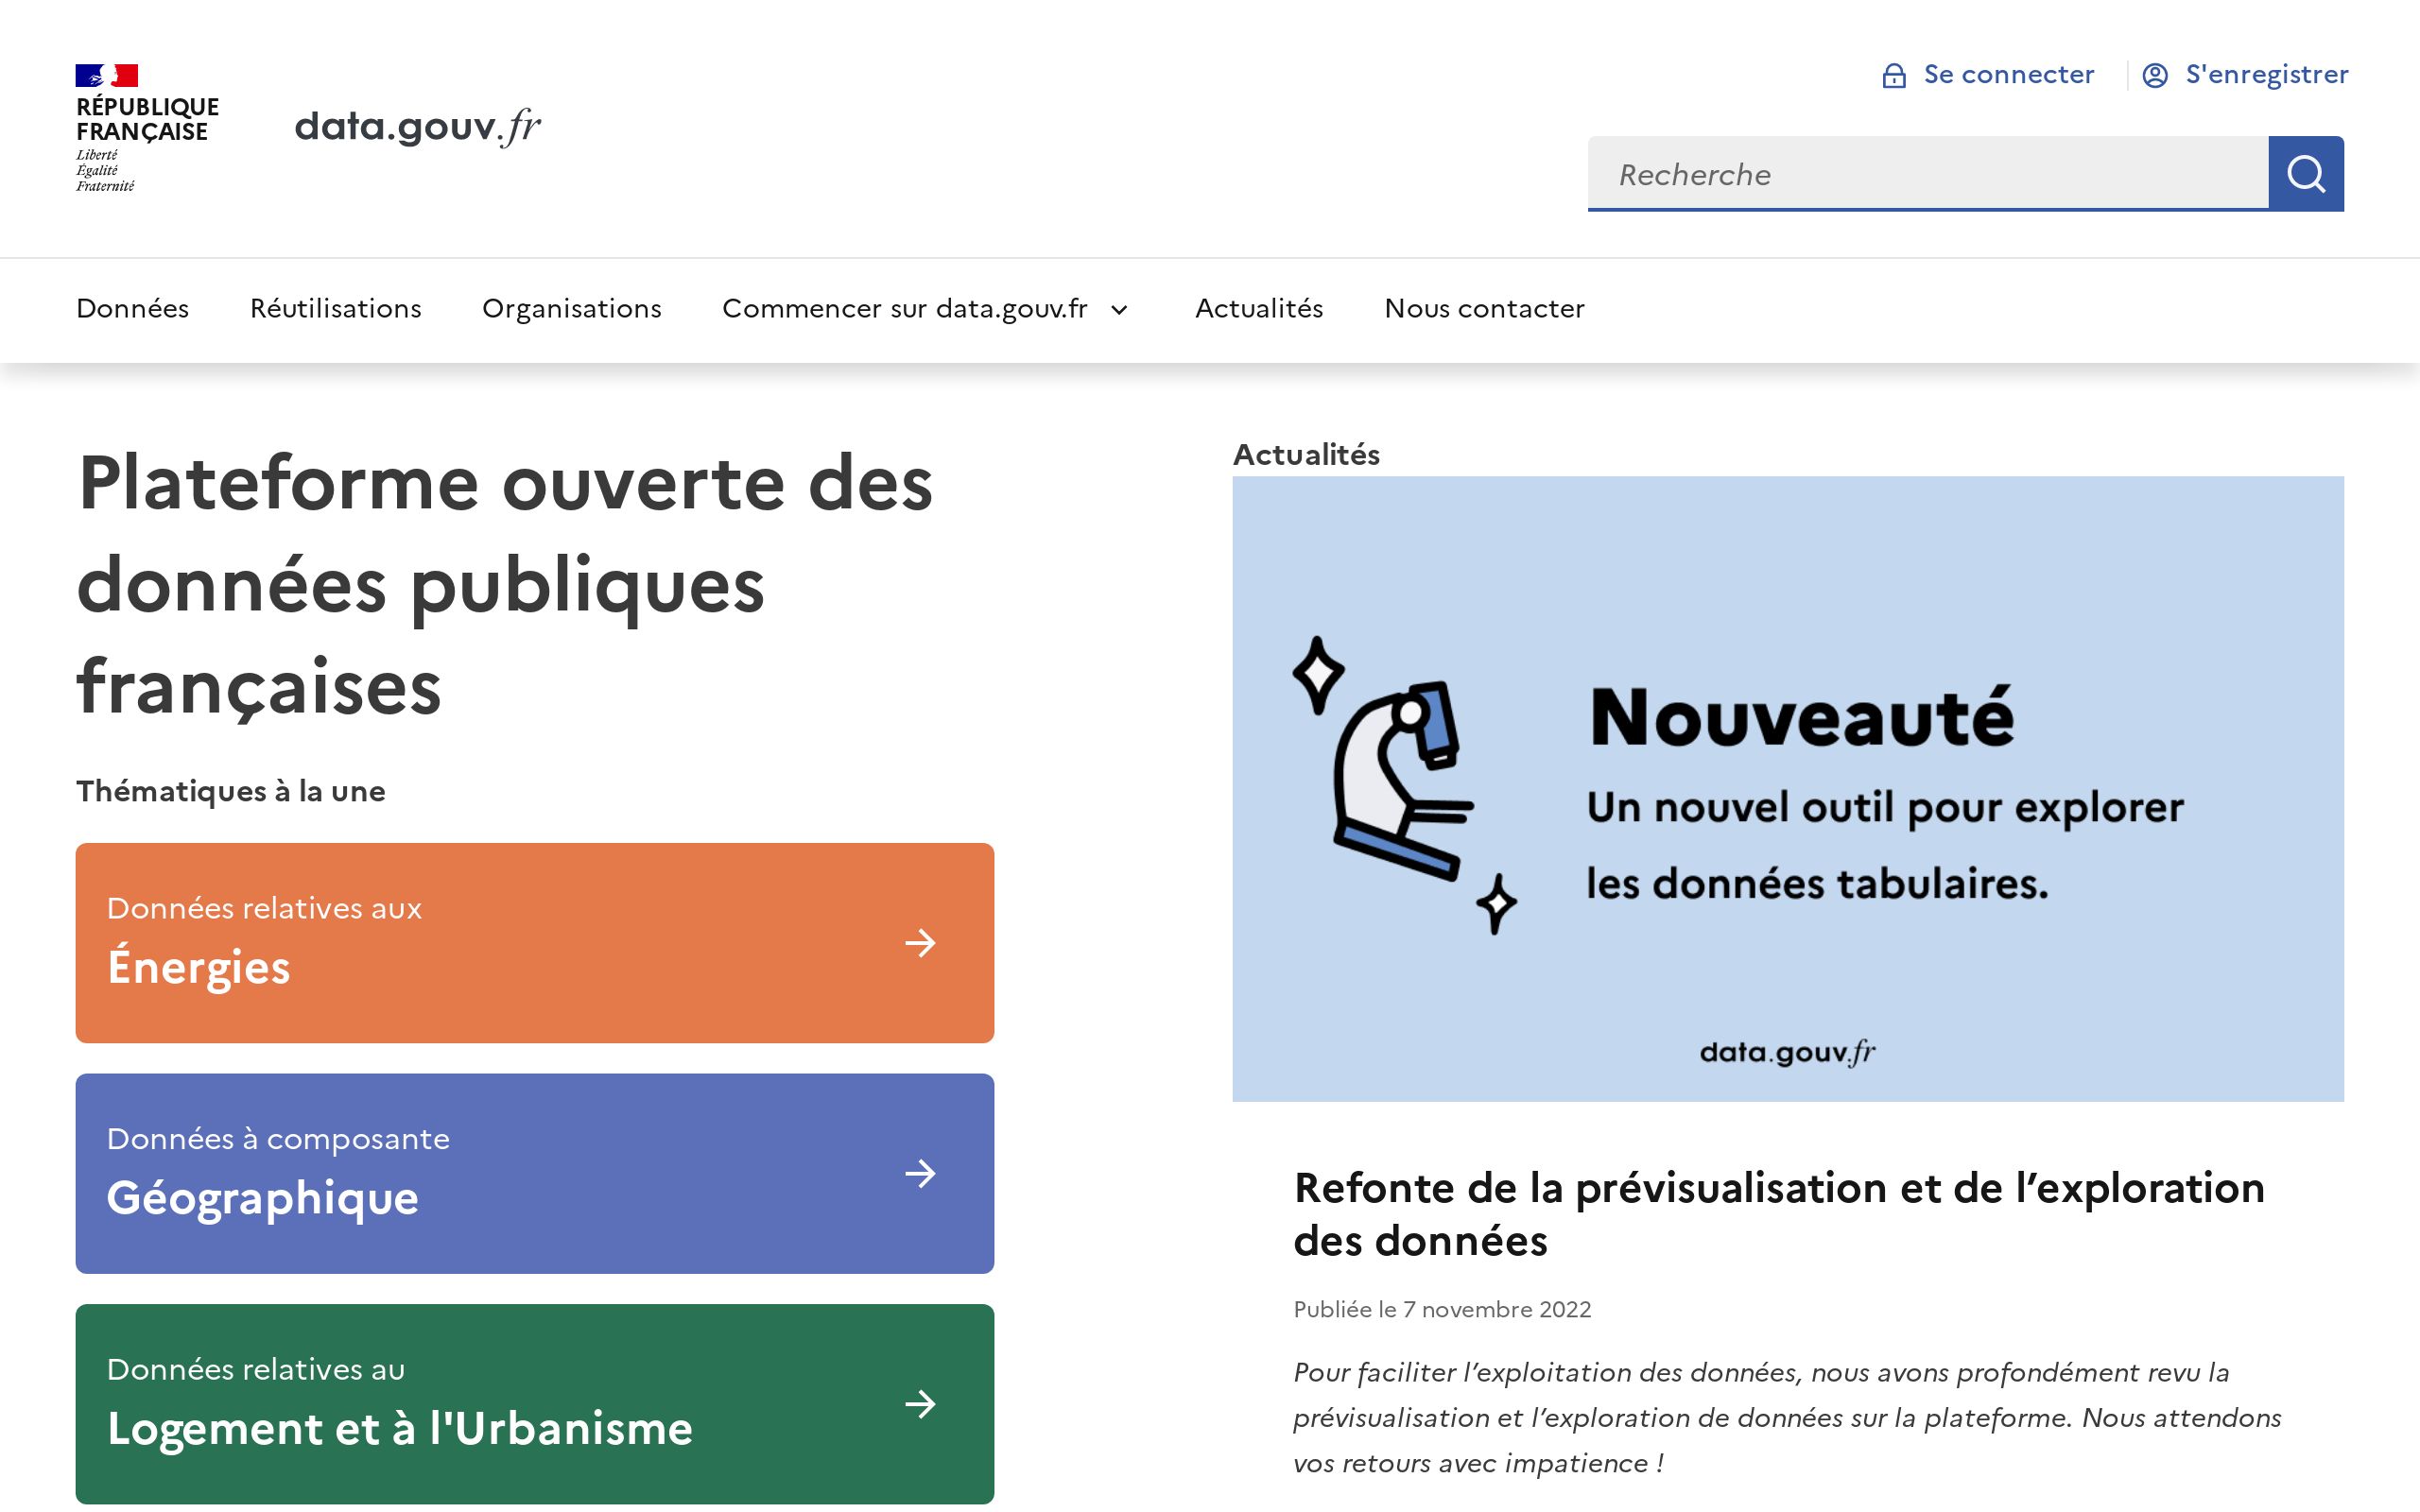 RÉPUBLIQUE
FRANÇAISE
Liberté
Égalité
Fraternité
data.gouv.fr
Se connecter
S'enregistrer
Recherche
Données
Réutilisations
Organisations
Commencer sur data.gouv.fr
Actualités
Nous contacter
Plateforme ouverte des
données publiques
françaises
Thématiques à la une
Données relatives aux
Énergies
Données à composante
Géographique
Données relatives au
Logement et à l'Urbanisme
Actualités
Nouveauté
Un nouvel outil pour explorer
les données tabulaires.
data.gouv.fr
Refonte de la prévisualisation et de l’exploration
des données
Publiée le 7 novembre 2022
Pour faciliter l’exploitation des données, nous avons profondément revu la
prévisualisation et l’exploration de données sur la plateforme. Nous attendons
vos retours avec impatience !